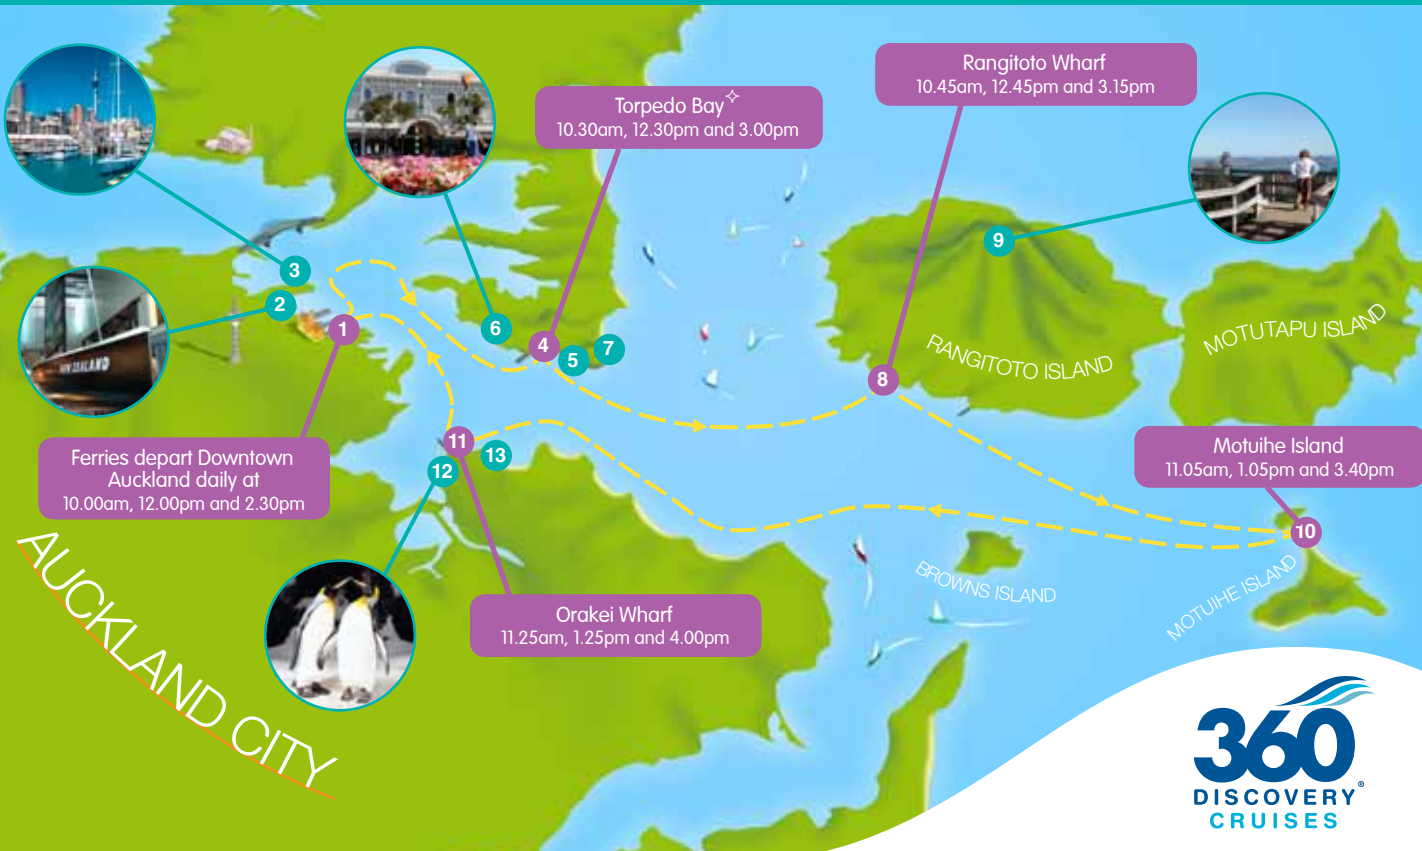 Torpedo Bay✧
10.30am, 12.30pm and 3.00pm
Rangitoto Wharf
10.45am, 12.45pm and 3.15pm
9
3
2
1
6
4
5
7
8
RANGITOTO ISLAND
MOTUTAPU ISLAND
NEW ZEALAND
Ferries depart Downtown
Auckland daily at
10.00am, 12.00pm and 2.30pm
11
12
13
Motuihe Island
11.05am, 1.05pm and 3.40pm
10
BROWNS ISLAND
MOTUIHE ISLAND
Orakei Wharf
11.25am, 1.25pm and 4.00pm
AUCKLAND CITY
360
DISCOVERY®
CRUISES